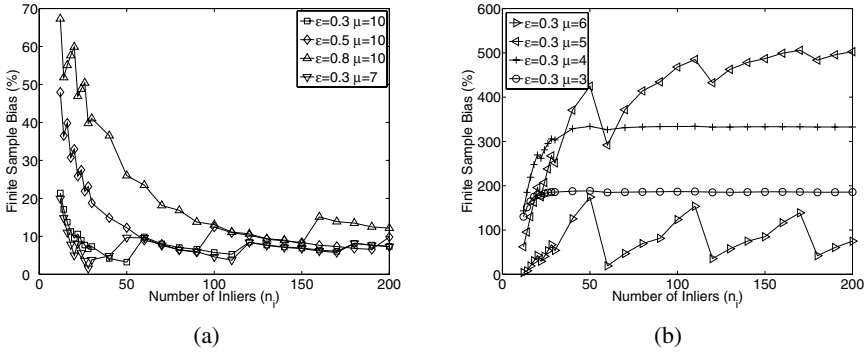 70
60
50
40
30
20
10
0
Finite Sample Bias (%)
0 50 100 150 200
Number of Inliers (n_i)
ε=0.3 μ=10
ε=0.5 μ=10
ε=0.8 μ=10
ε=0.3 μ=7
(a)
600
500
400
300
200
100
0
Finite Sample Bias (%)
0 50 100 150 200
Number of Inliers (n_i)
ε=0.3 μ=6
ε=0.3 μ=5
ε=0.3 μ=4
ε=0.3 μ=3
(b)